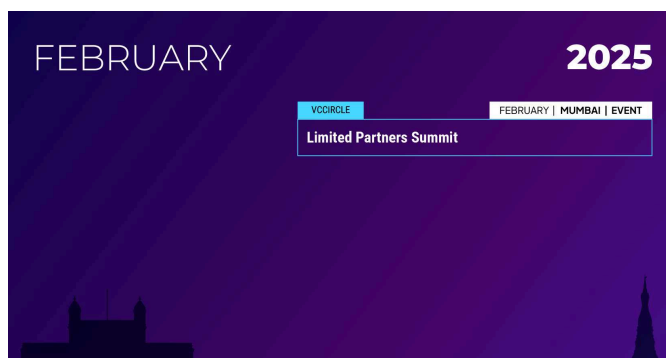 FEBRUARY 2025
VCCIRCLE FEBRUARY | MUMBAI | EVENT
Limited Partners Summit